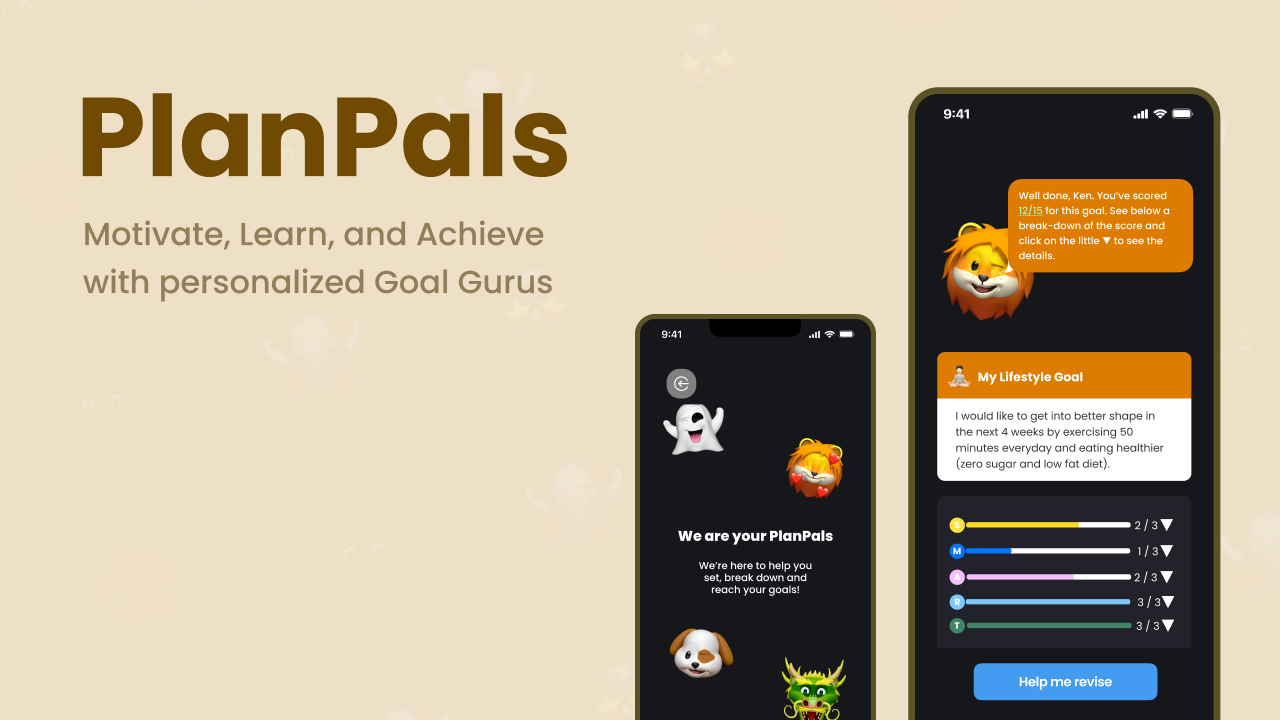 PlanPals
Motivate, Learn, and Achieve
with personalized Goal Gurus
9:41
We are your PlanPals
We're here to help you
set, break down and
reach your goals!
9:41
Well done, Ken. You've scored
12/15 for this goal. See below a
break-down of the score and
click on the little ▼ to see the
details.
My Lifestyle Goal
I would like to get into better shape in
the next 4 weeks by exercising 50
minutes everyday and eating healthier
(zero sugar and low fat diet).
S 2 / 3 ▼
M 1 / 3 ▼
A 2 / 3 ▼
R 3 / 3 ▼
T 3 / 3 ▼
Help me revise